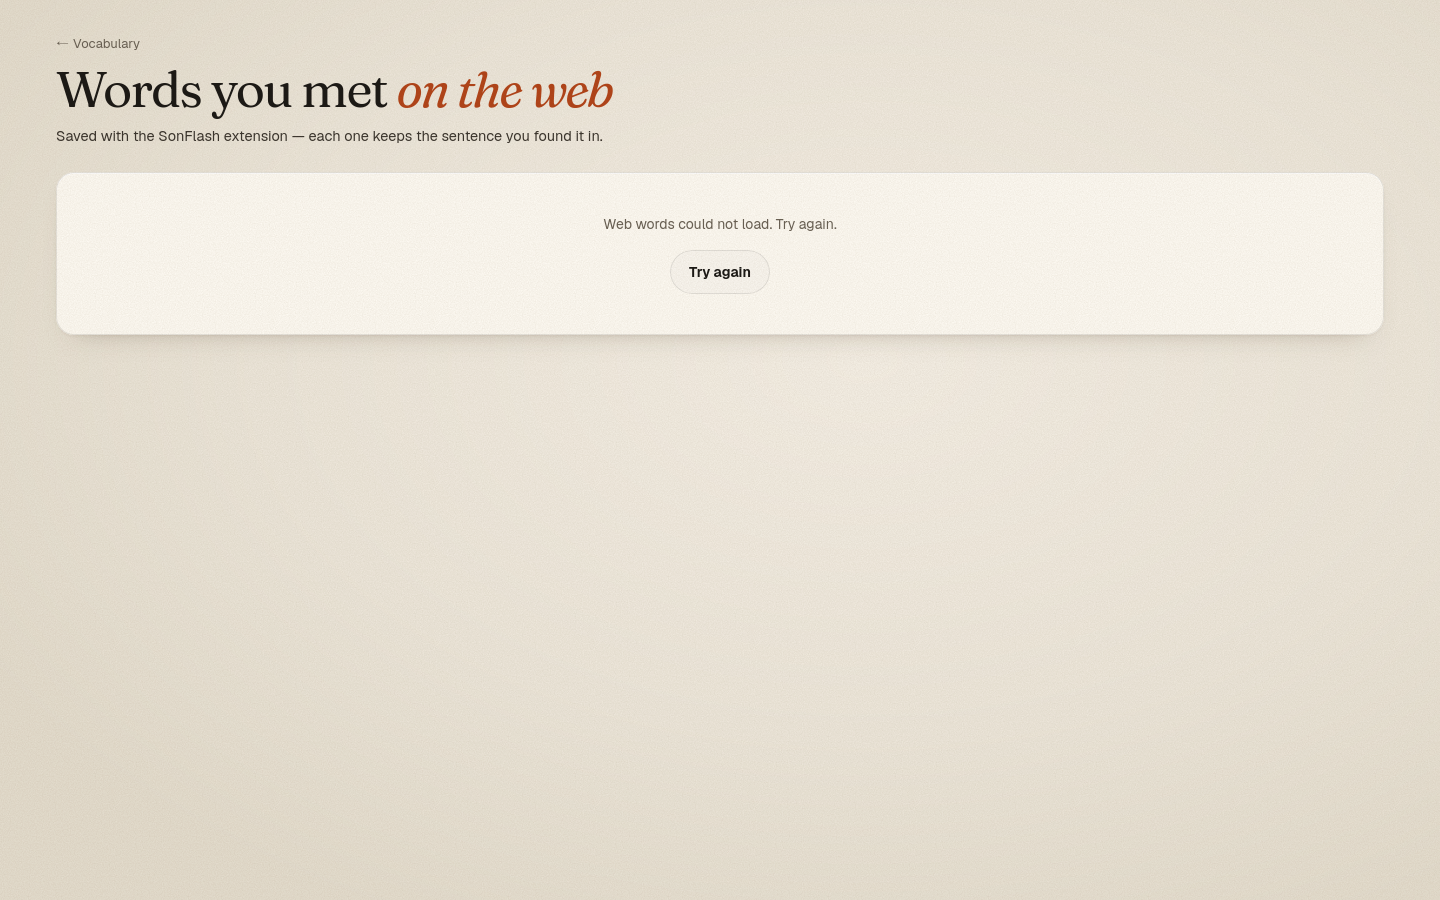 ← Vocabulary
Words you met on the web
Saved with the SonFlash extension — each one keeps the sentence you found it in.
Web words could not load. Try again.
Try again